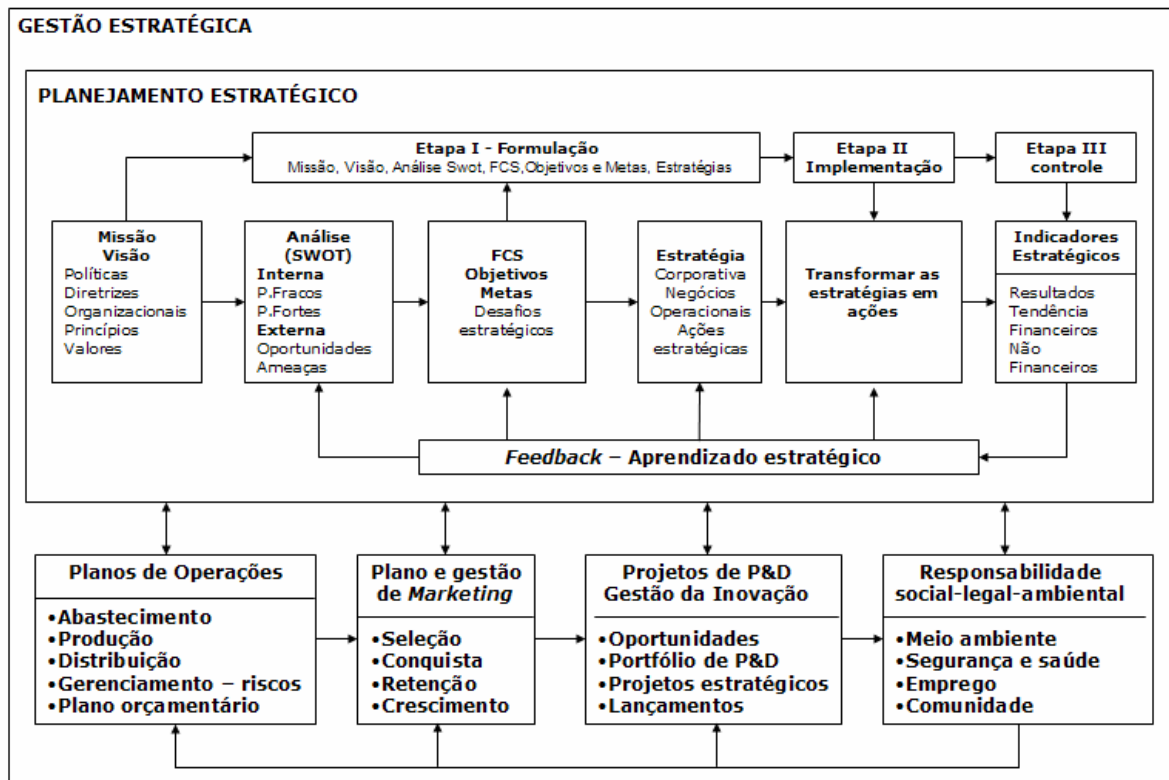 GESTÃO ESTRATÉGICA
PLANEJAMENTO ESTRATÉGICO
Etapa I - Formulação
Missão, Visão, Análise Swot, FCS,Objetivos e Metas, Estratégias
Etapa II
Implementação
Etapa III
controle
Missão
Visão
Políticas
Diretrizes
Organizacionais
Princípios
Valores
Análise
(SWOT)
Interna
P.Fracos
P.Fortes
Externa
Oportunidades
Ameaças
FCS
Objetivos
Metas
Desafios
estratégicos
Estratégia
Corporativa
Negócios
Operacionais
Ações
estratégicas
Transformar as
estratégias em
ações
Indicadores
Estratégicos
Resultados
Tendência
Financeiros
Não
Financeiros
Feedback – Aprendizado estratégico
Planos de Operações
•Abastecimento
•Produção
•Distribuição
•Gerenciamento – riscos
•Plano orçamentário
Plano e gestão
de Marketing
•Seleção
•Conquista
•Retenção
•Crescimento
Projetos de P&D
Gestão da Inovação
•Oportunidades
•Portfólio de P&D
•Projetos estratégicos
•Lançamentos
Responsabilidade
social-legal-ambiental
•Meio ambiente
•Segurança e saúde
•Emprego
•Comunidade